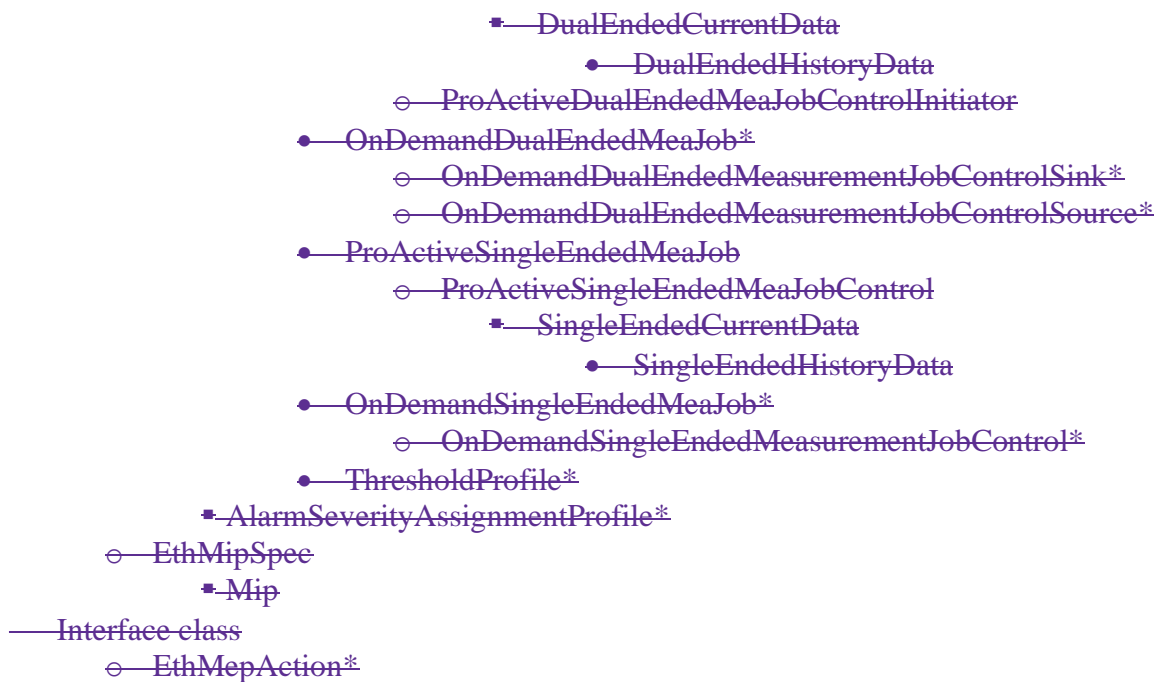 ▪ DualEndedCurrentData
• DualEndedHistoryData
o ProActiveDualEndedMeaJobControlInitiator
• OnDemandDualEndedMeaJob*
o OnDemandDualEndedMeasurementJobControlSink*
o OnDemandDualEndedMeasurementJobControlSource*
• ProActiveSingleEndedMeaJob
o ProActiveSingleEndedMeaJobControl
▪ SingleEndedCurrentData
• SingleEndedHistoryData
• OnDemandSingleEndedMeaJob*
o OnDemandSingleEndedMeasurementJobControl*
• ThresholdProfile*
▪ AlarmSeverityAssignmentProfile*
o EthMipSpec
▪ Mip
Interface class
o EthMepAction*